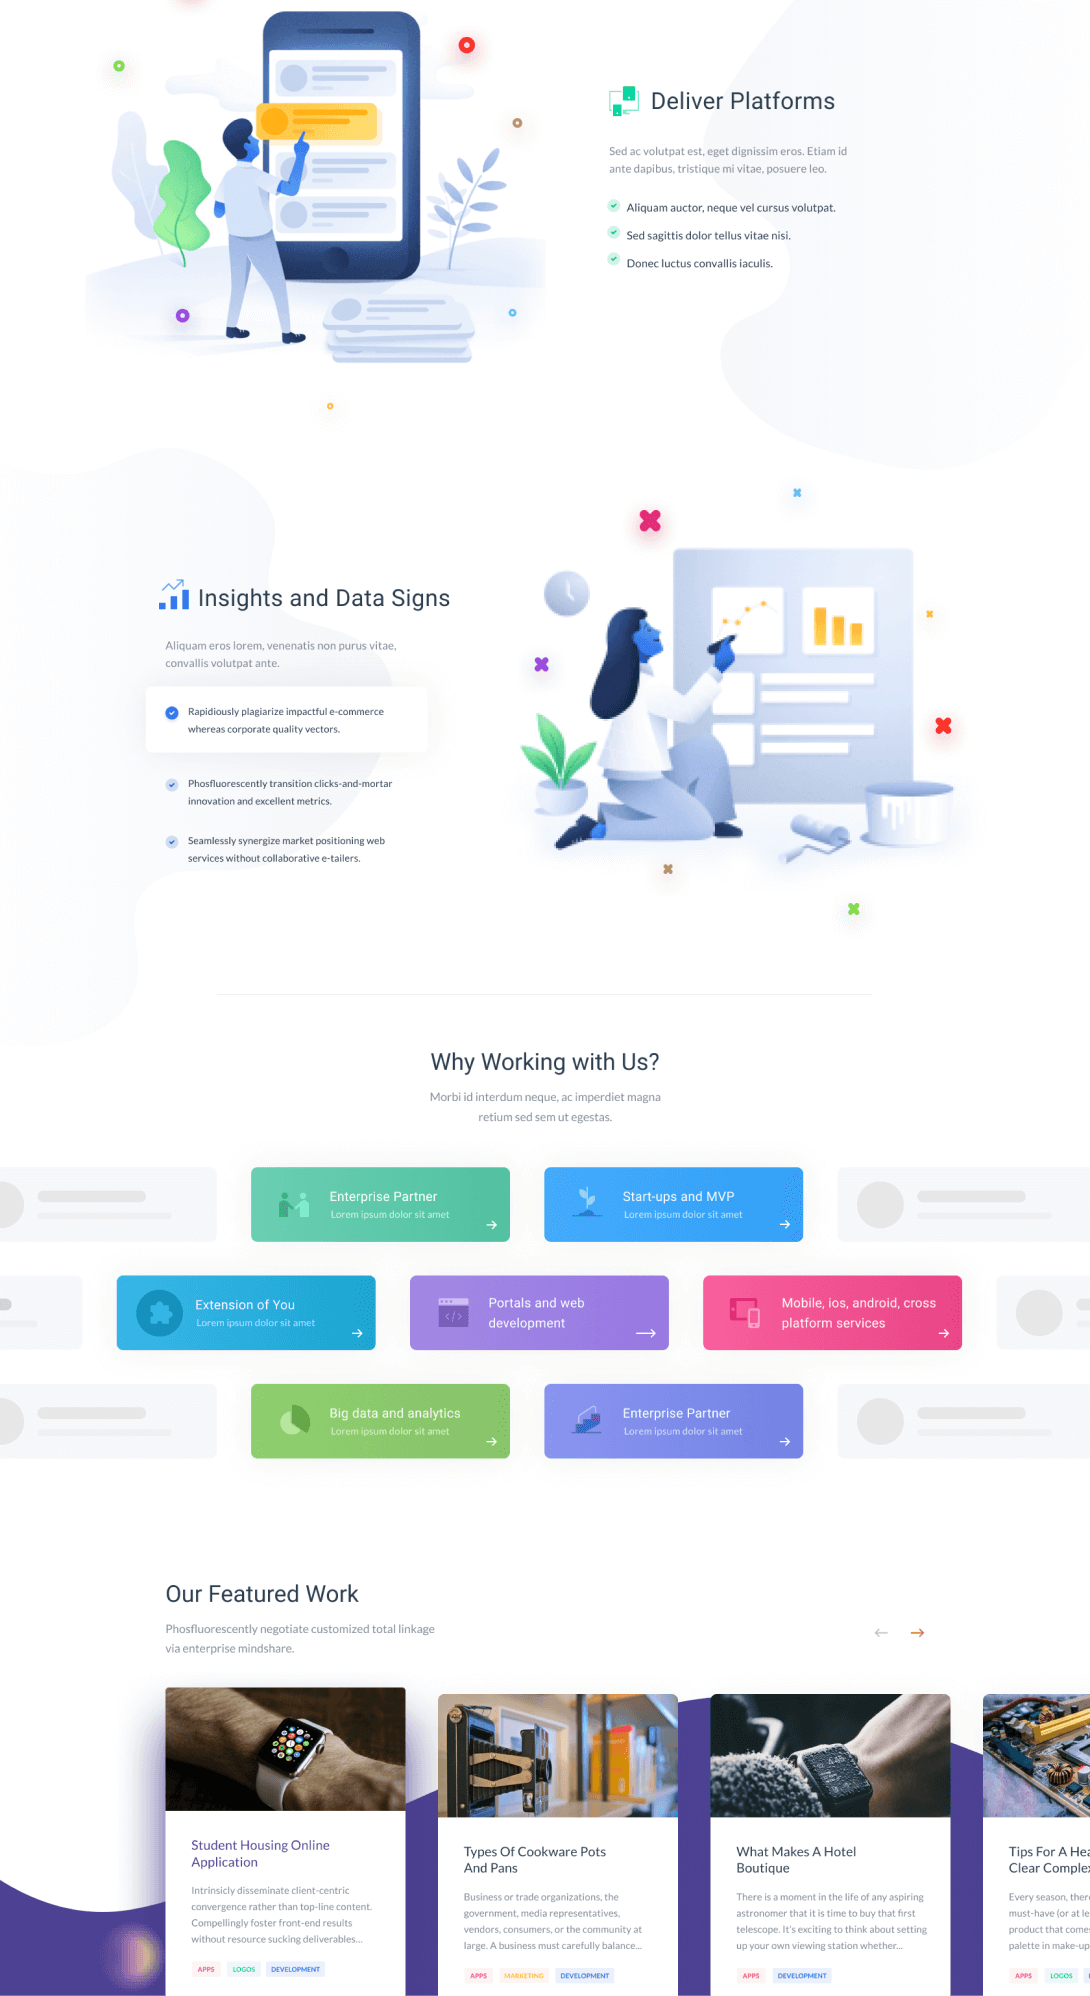 Deliver Platforms
Sed ac volutpat est, eget dignissim eros. Etiam id
ante dapibus, tristique mi vitae, posuere leo.
Aliquam auctor, neque vel cursus volutpat.
Sed sagittis dolor tellus vitae nisi.
Donec luctus convallis iaculis.
Insights and Data Signs
Aliquam eros lorem, venenatis non purus vitae,
convallis volutpat ante.
Rapidiously plagiarize impactful e-commerce
whereas corporate quality vectors.
Phosfluorescently transition clicks-and-mortar
innovation and excellent metrics.
Seamlessly synergize market positioning web
services without collaborative e-tailers.
Why Working with Us?
Morbi id interdum neque, ac imperdiet magna
retium sed sem ut egestas.
Enterprise Partner
Lorem ipsum dolor sit amet
Start-ups and MVP
Lorem ipsum dolor sit amet
Extension of You
Lorem ipsum dolor sit amet
Portals and web
development
Mobile, ios, android, cross
platform services
Big data and analytics
Lorem ipsum dolor sit amet
Enterprise Partner
Lorem ipsum dolor sit amet
Our Featured Work
Phosfluorescently negotiate customized total linkage
via enterprise mindshare.
Student Housing Online
Application
Intrinsicly disseminate client-centric
convergence rather than top-line content.
Compellingly foster front-end results
without resource sucking deliverables...
APPS LOGOS DEVELOPMENT
Types Of Cookware Pots
And Pans
Business or trade organizations, the
government, media representatives,
vendors, consumers, or the community at
large. A business must carefully balance...
APPS MARKETING DEVELOPMENT
What Makes A Hotel
Boutique
There is a moment in the life of any aspiring
astronomer that it is time to buy that first
telescope. It's exciting to think about setting
up your own viewing station whether...
APPS DEVELOPMENT
Tips For A Hea
Clear Complex
Every season, ther
must-have (or at le
product that come
palette in make-up
APPS LOGOS